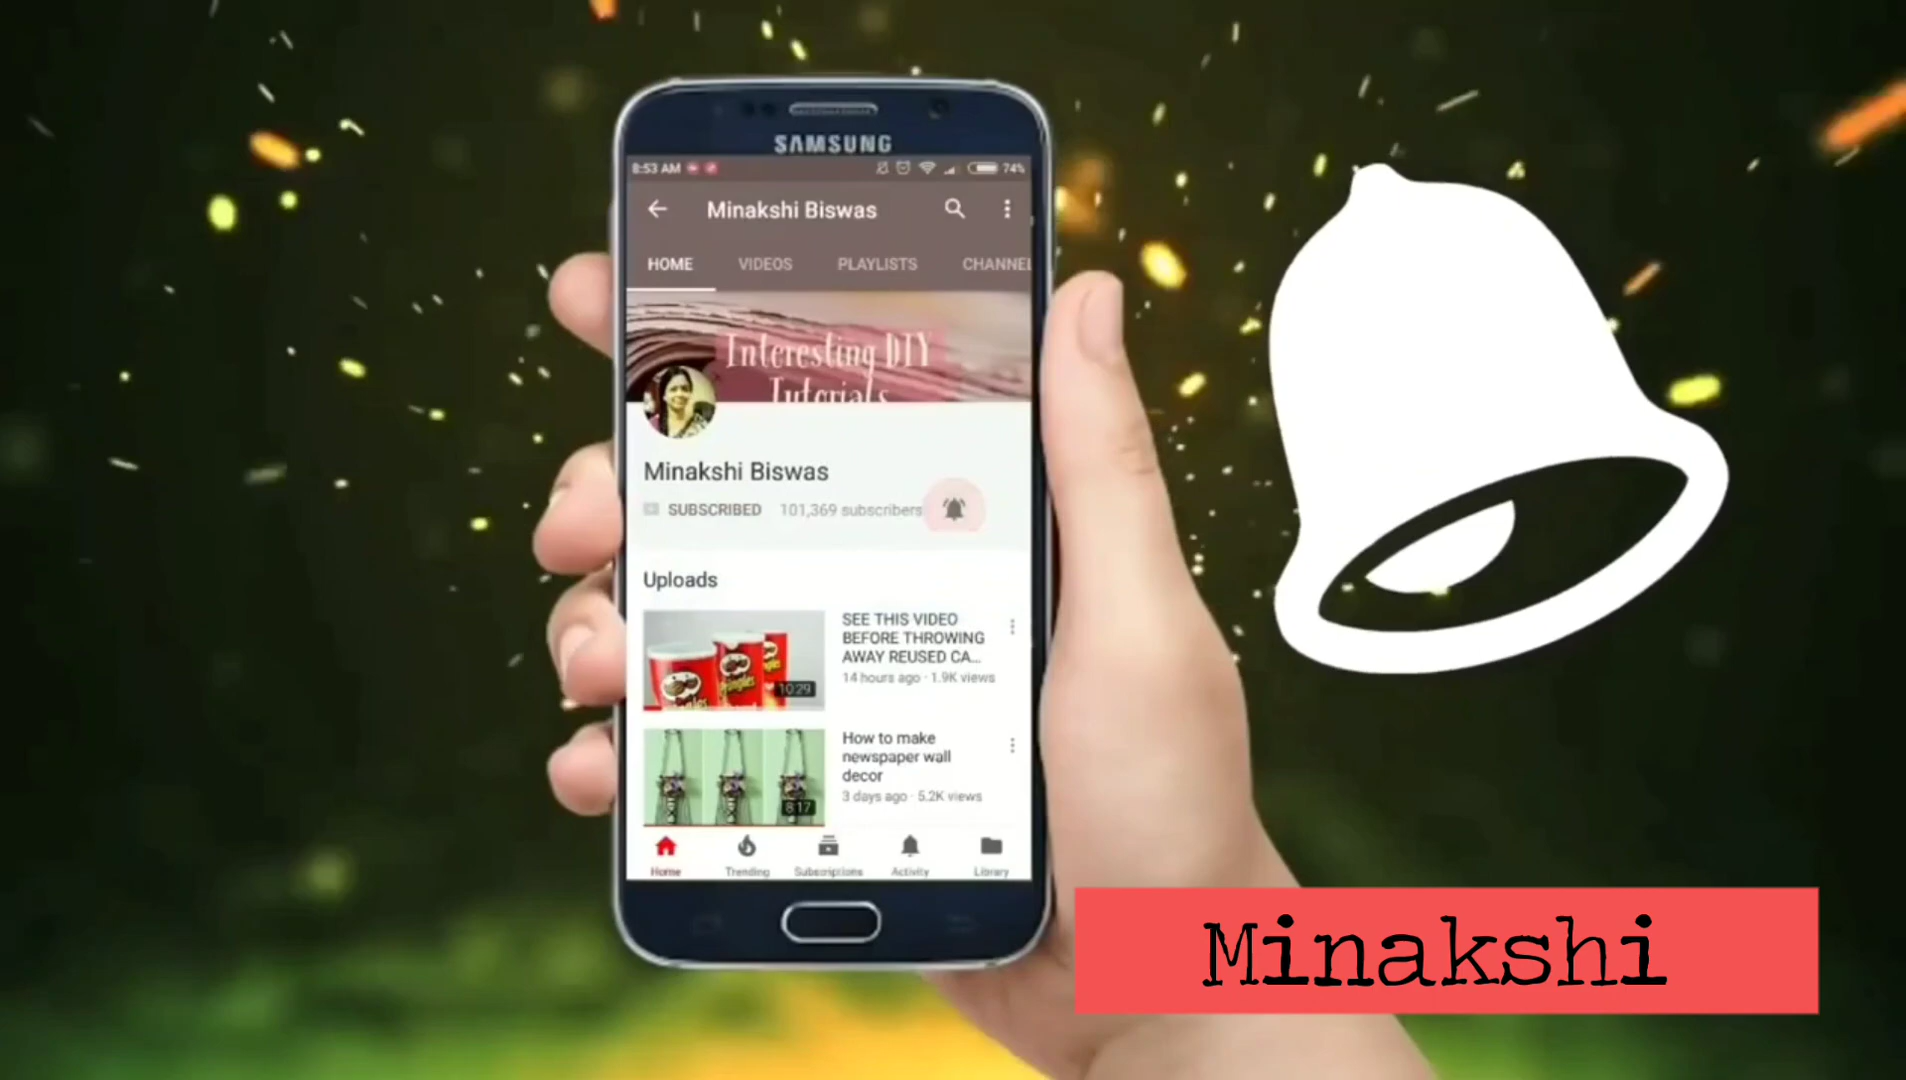 SAMSUNG
8:53 AM 74%
Minakshi Biswas
HOME VIDEOS PLAYLISTS CHANNEL
Interesting DIY
Tutorials
Minakshi Biswas
SUBSCRIBED 101,369 subscribers
Uploads
SEE THIS VIDEO
BEFORE THROWING
AWAY REUSED CA...
14 hours ago · 1.9K views
Pringles
10:29
How to make
newspaper wall
decor
3 days ago · 5.2K views
8:17
Home Trending Subscriptions Activity Library
Minakshi